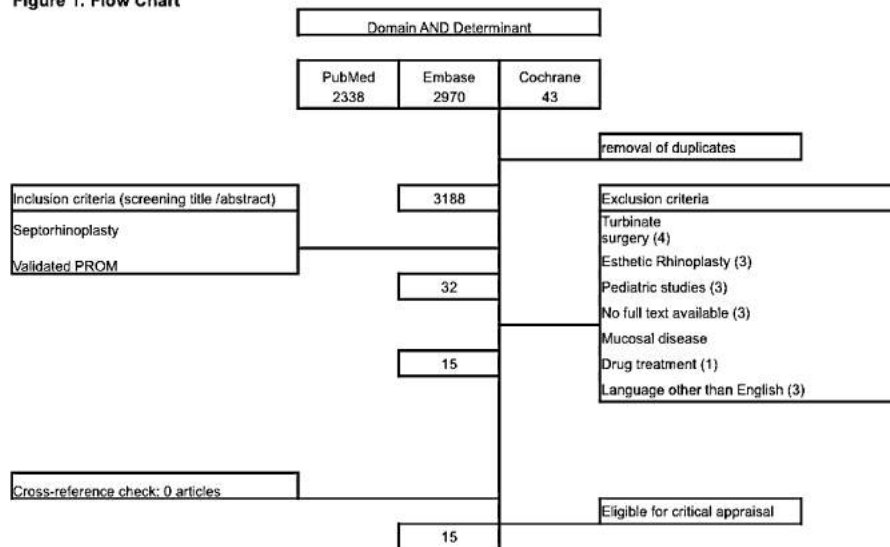 Figure 1. Flow Chart
Domain AND Determinant
PubMed
2338
Embase
2970
Cochrane
43
removal of duplicates
Inclusion criteria (screening title /abstract)
Septorhinoplasty
Validated PROM
3188
Exclusion criteria
Turbinate
surgery (4)
Esthetic Rhinoplasty (3)
Pediatric studies (3)
No full text available (3)
Mucosal disease
Drug treatment (1)
Language other than English (3)
32
15
Cross-reference check: 0 articles
Eligible for critical appraisal
15